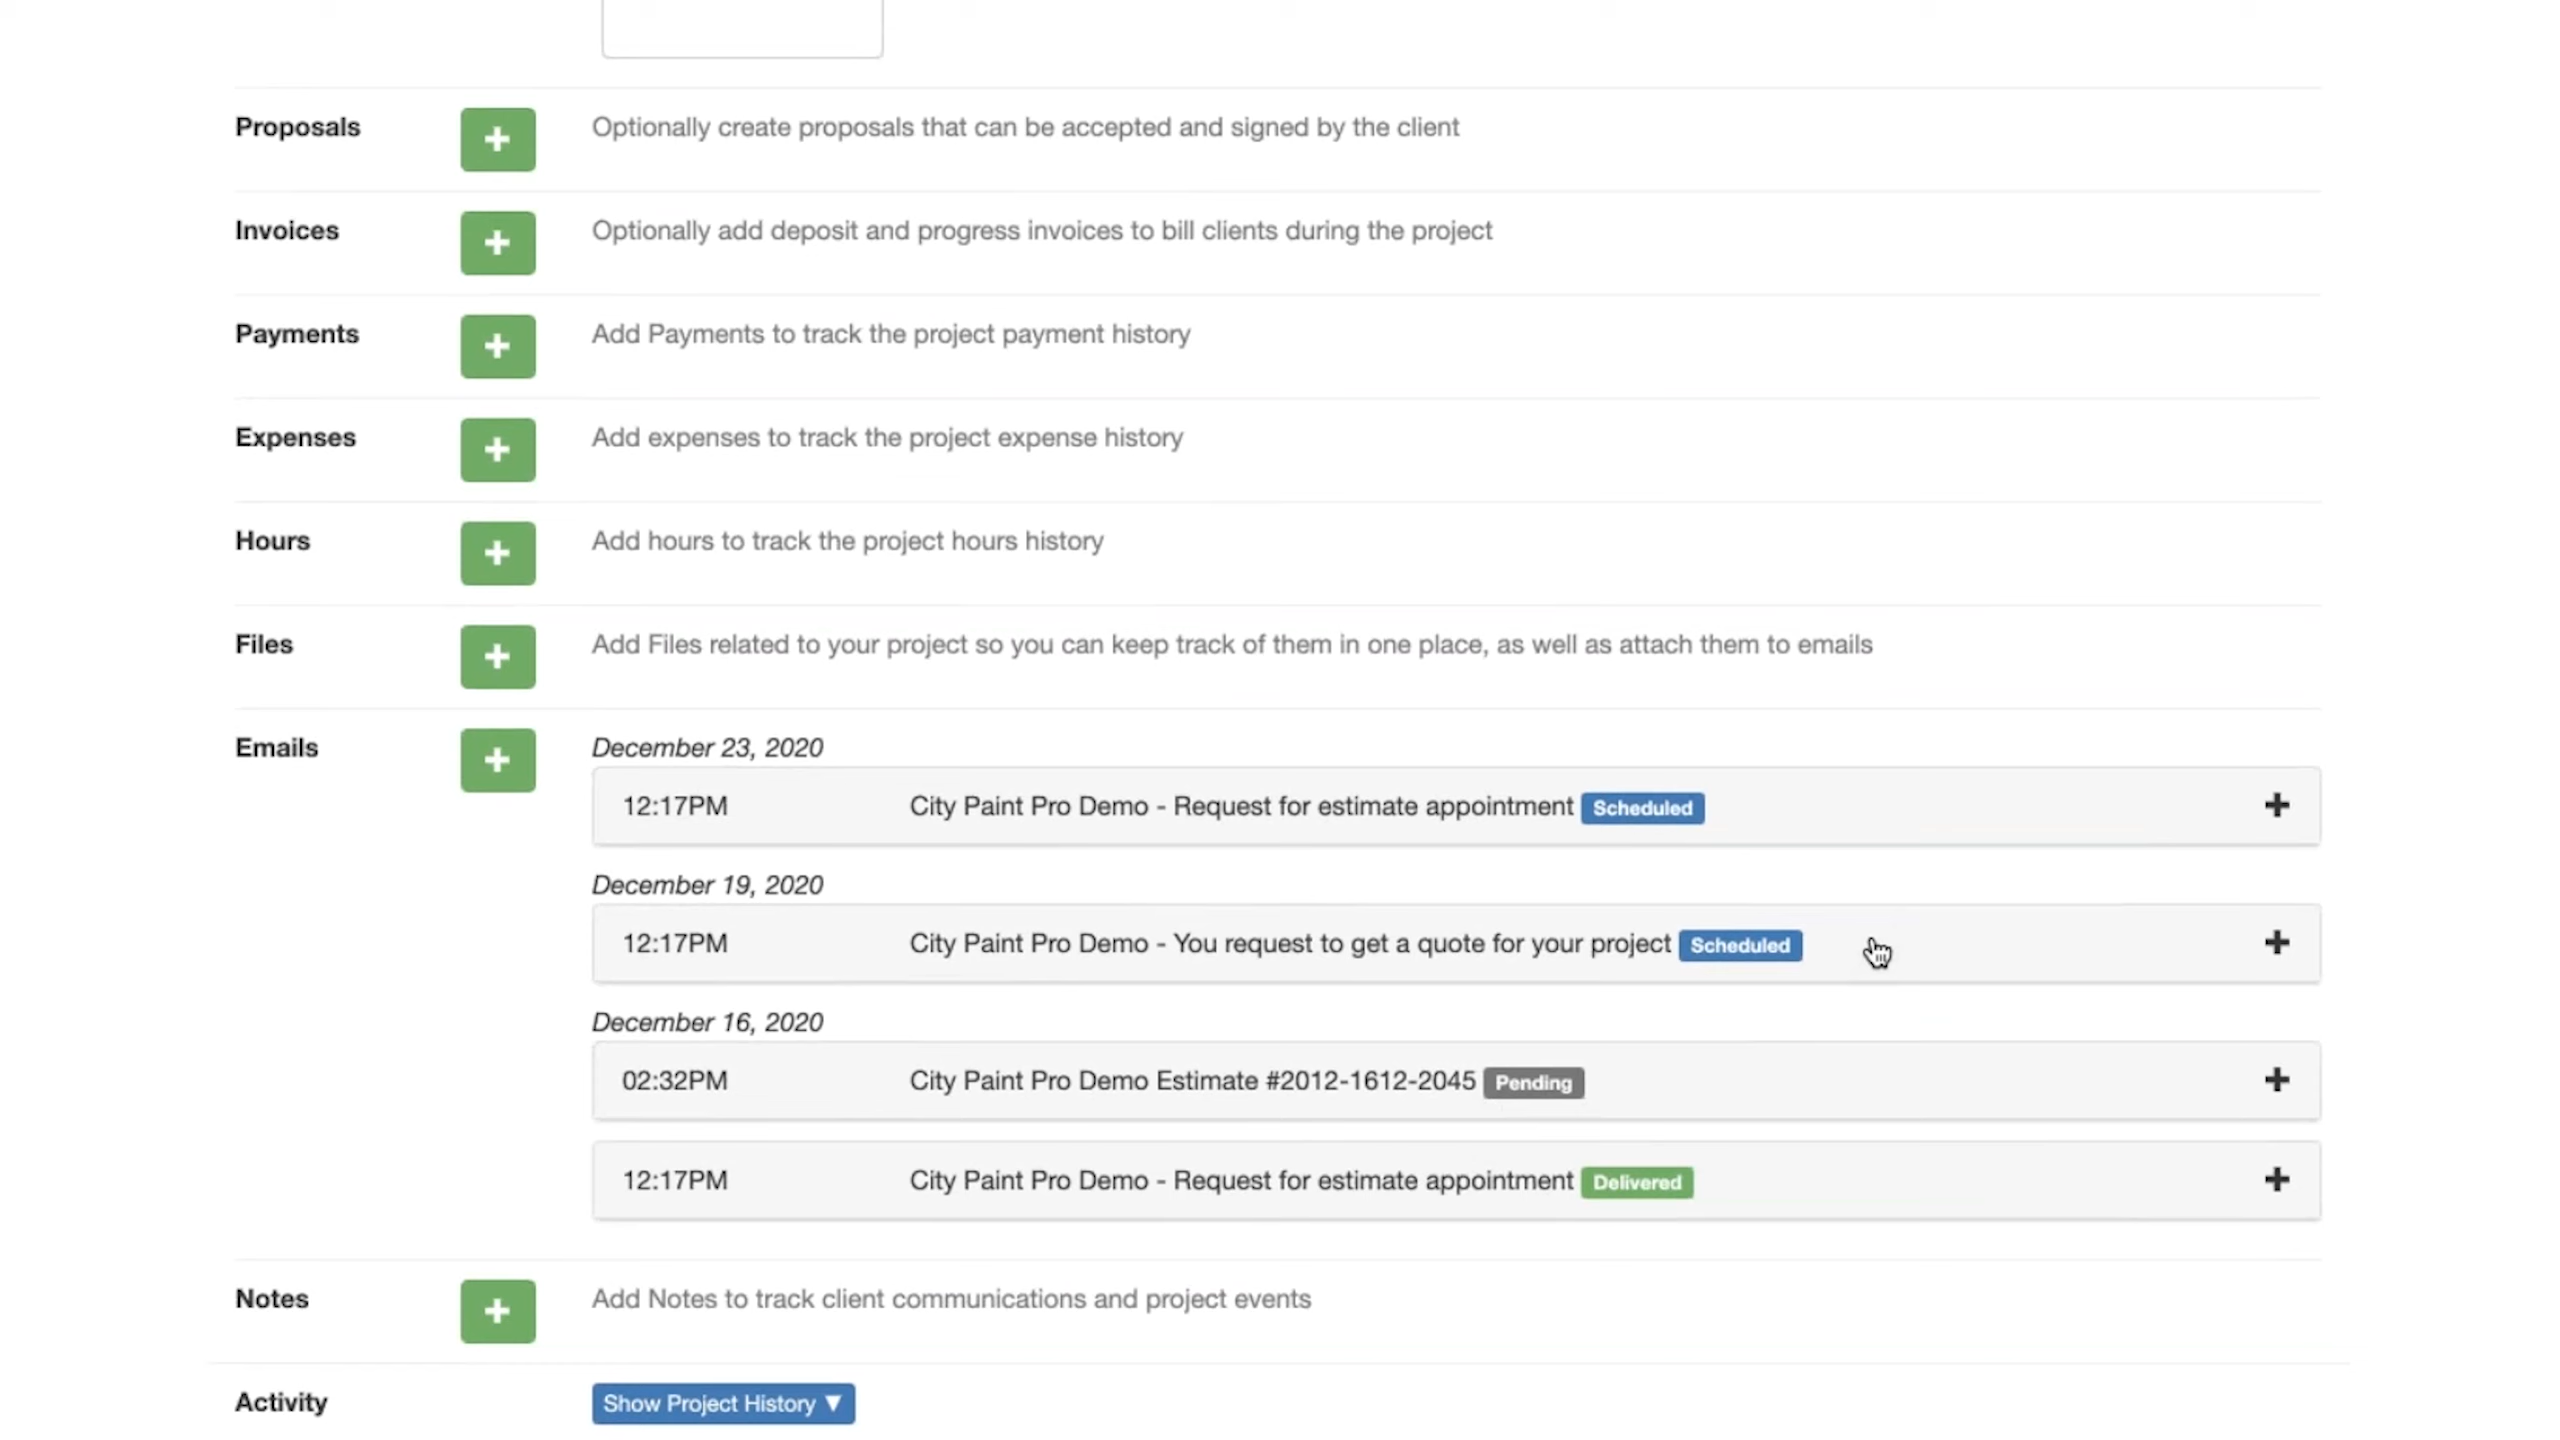 Proposals
Optionally create proposals that can be accepted and signed by the client
Invoices
Optionally add deposit and progress invoices to bill clients during the project
Payments
Add Payments to track the project payment history
Expenses
Add expenses to track the project expense history
Hours
Add hours to track the project hours history
Files
Add Files related to your project so you can keep track of them in one place, as well as attach them to emails
Emails
December 23, 2020
12:17PM City Paint Pro Demo - Request for estimate appointment Scheduled
December 19, 2020
12:17PM City Paint Pro Demo - You request to get a quote for your project Scheduled
December 16, 2020
02:32PM City Paint Pro Demo Estimate #2012-1612-2045 Pending
12:17PM City Paint Pro Demo - Request for estimate appointment Delivered
Notes
Add Notes to track client communications and project events
Activity
Show Project History ▼